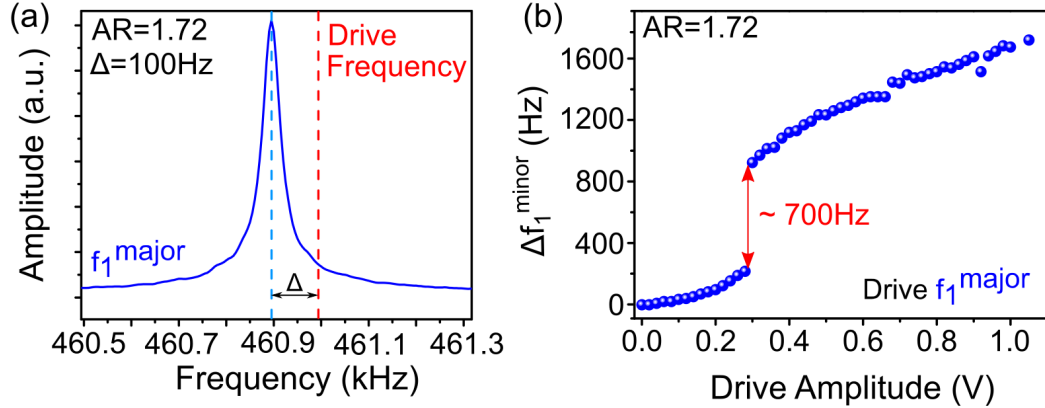 (a)
AR=1.72
Δ=100Hz
Drive
Frequency
f₁ᵐᵃʲᵒʳ
Δ
Amplitude (a.u.)
460.5 460.7 460.9 461.1 461.3
Frequency (kHz)
(b)
AR=1.72
1600
1200
800
400
0
~ 700Hz
Drive f₁ᵐᵃʲᵒʳ
Δf₁ᵐⁱⁿᵒʳ (Hz)
0.0 0.2 0.4 0.6 0.8 1.0
Drive Amplitude (V)